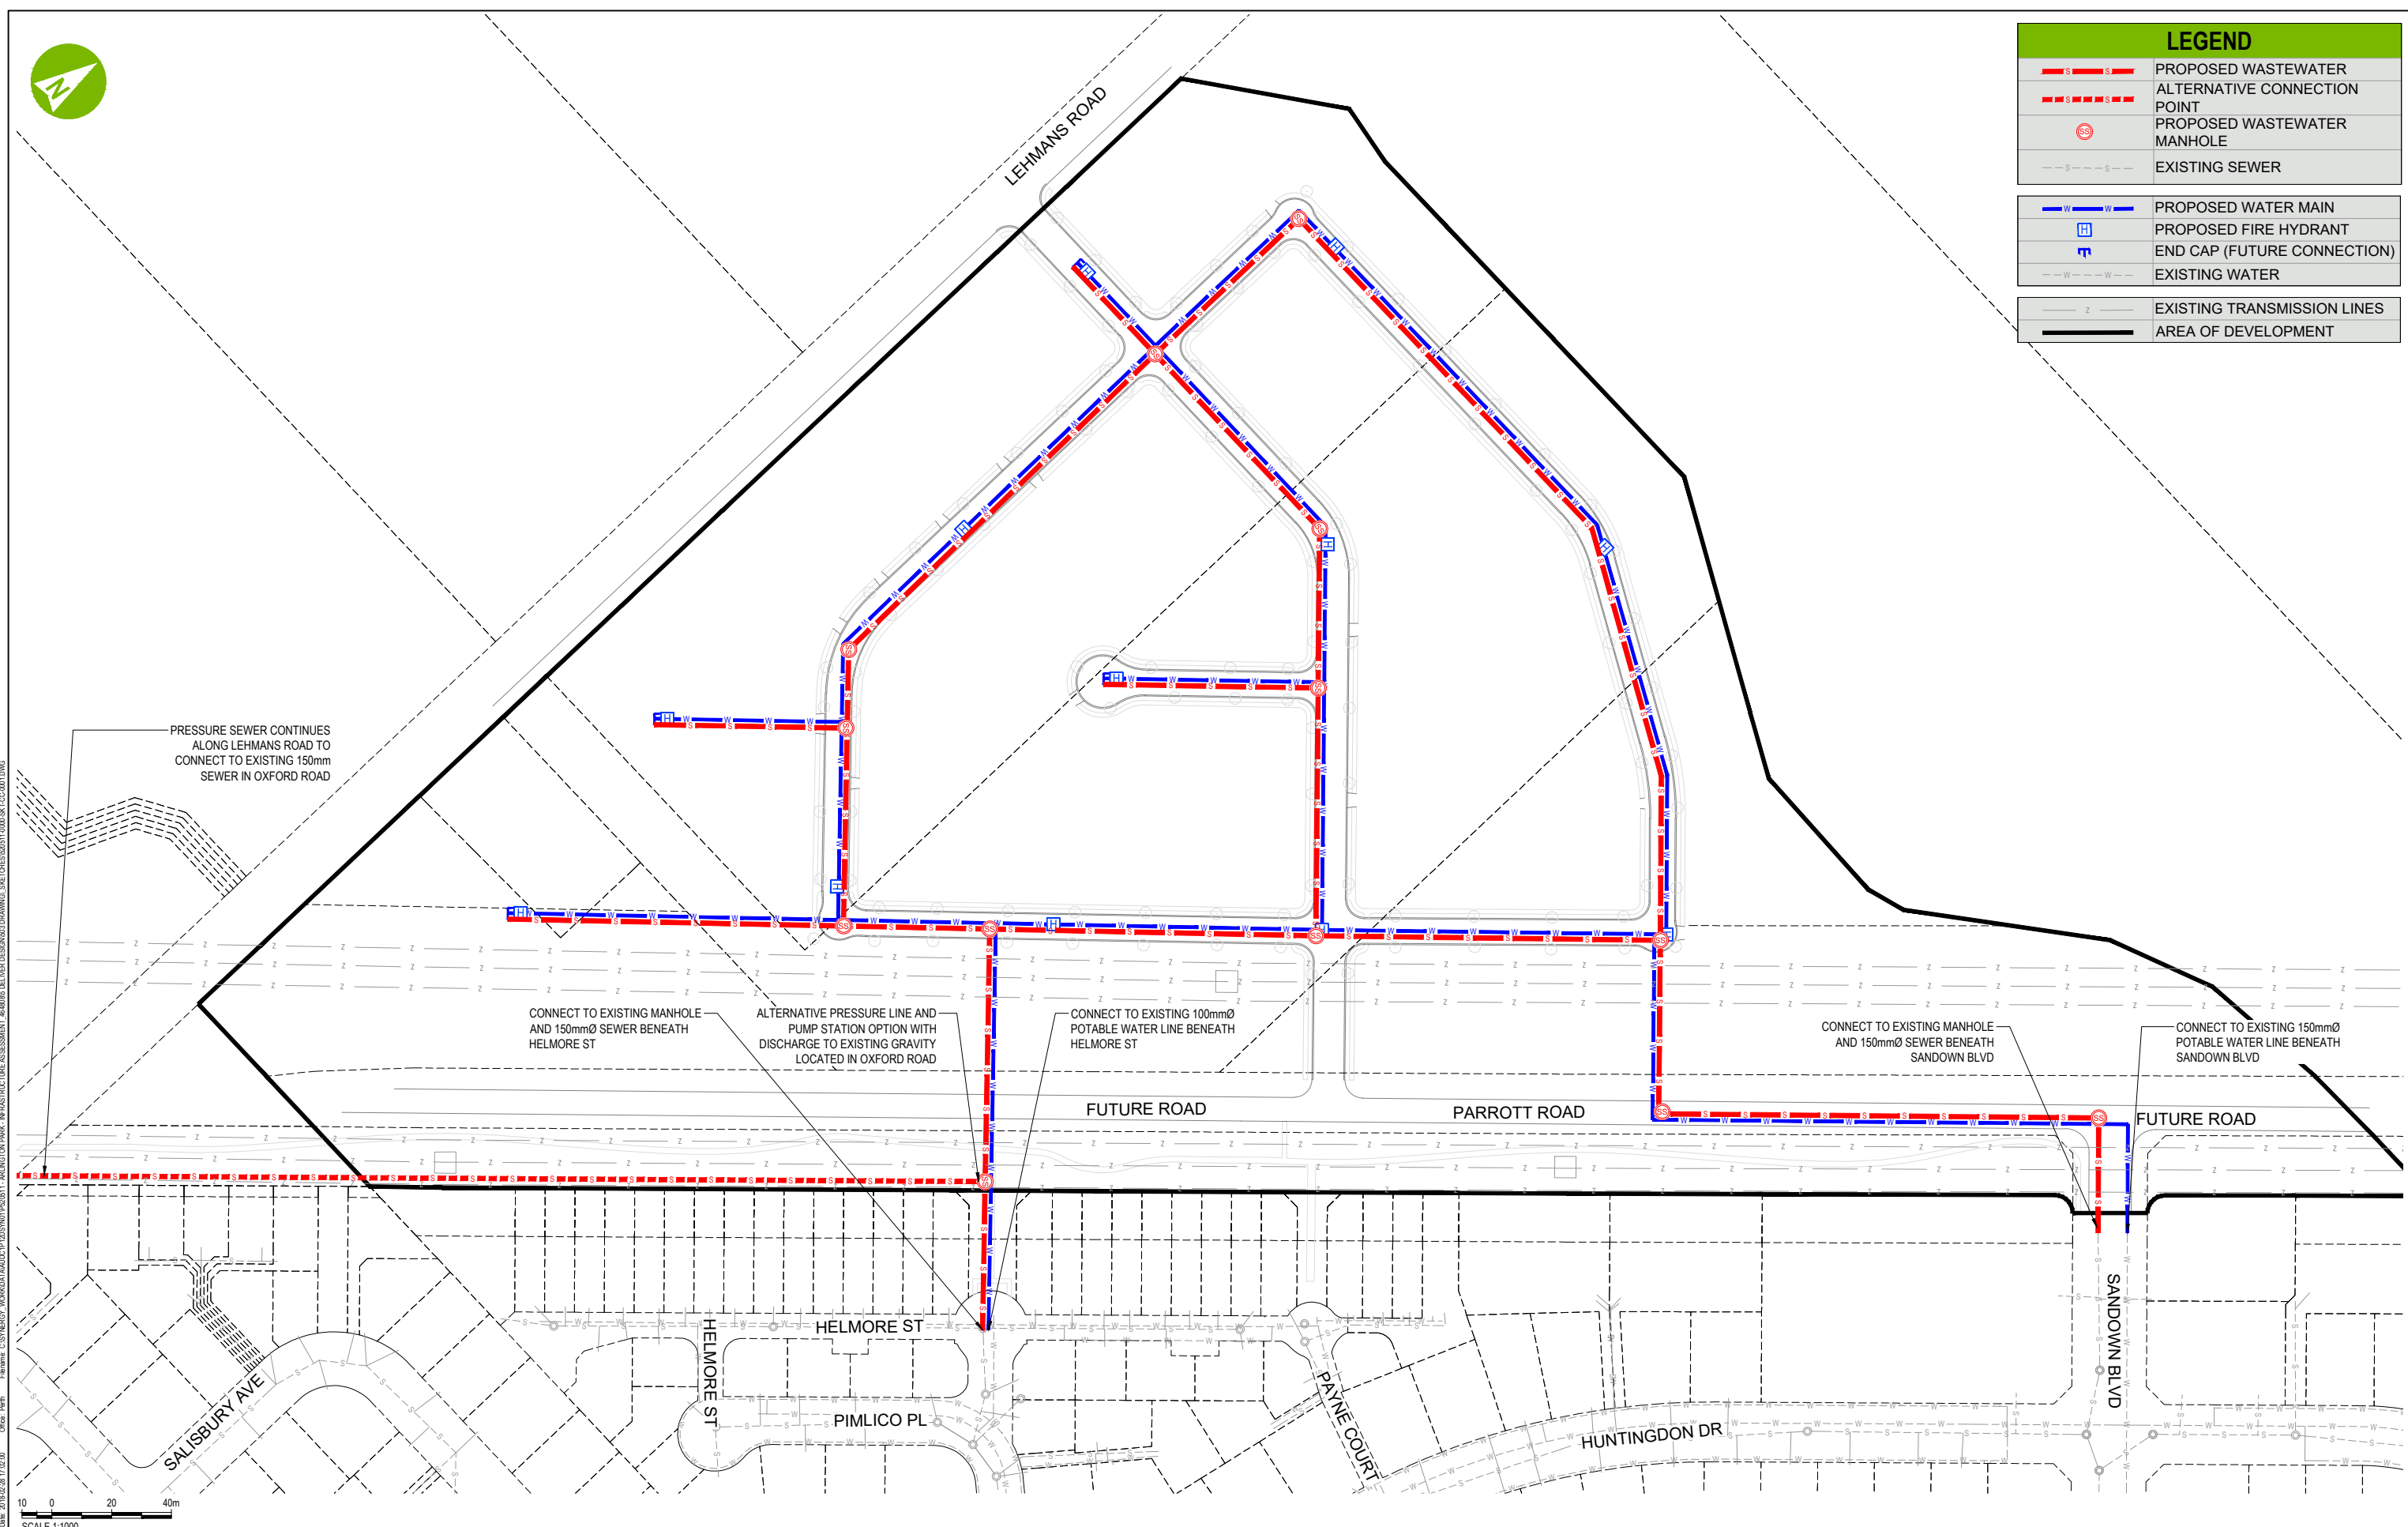 N
LEHMANS ROAD
LEGEND
PROPOSED WASTEWATER
ALTERNATIVE CONNECTION
POINT
PROPOSED WASTEWATER
MANHOLE
EXISTING SEWER
PROPOSED WATER MAIN
PROPOSED FIRE HYDRANT
END CAP (FUTURE CONNECTION)
EXISTING WATER
EXISTING TRANSMISSION LINES
AREA OF DEVELOPMENT
PRESSURE SEWER CONTINUES
ALONG LEHMANS ROAD TO
CONNECT TO EXISTING 150mm
SEWER IN OXFORD ROAD
CONNECT TO EXISTING MANHOLE
AND 150mmØ SEWER BENEATH
HELMORE ST
ALTERNATIVE PRESSURE LINE AND
PUMP STATION OPTION WITH
DISCHARGE TO EXISTING GRAVITY
LOCATED IN OXFORD ROAD
CONNECT TO EXISTING 100mmØ
POTABLE WATER LINE BENEATH
HELMORE ST
CONNECT TO EXISTING MANHOLE
AND 150mmØ SEWER BENEATH
SANDOWN BLVD
CONNECT TO EXISTING 150mmØ
POTABLE WATER LINE BENEATH
SANDOWN BLVD
FUTURE ROAD
PARROTT ROAD
FUTURE ROAD
HELMORE ST
HELMORE ST
PIMLICO PL
SALISBURY AVE
PAYNE COURT
HUNTINGDON DR
SANDOWN BLVD
10 0 20 40m
SCALE 1:1000